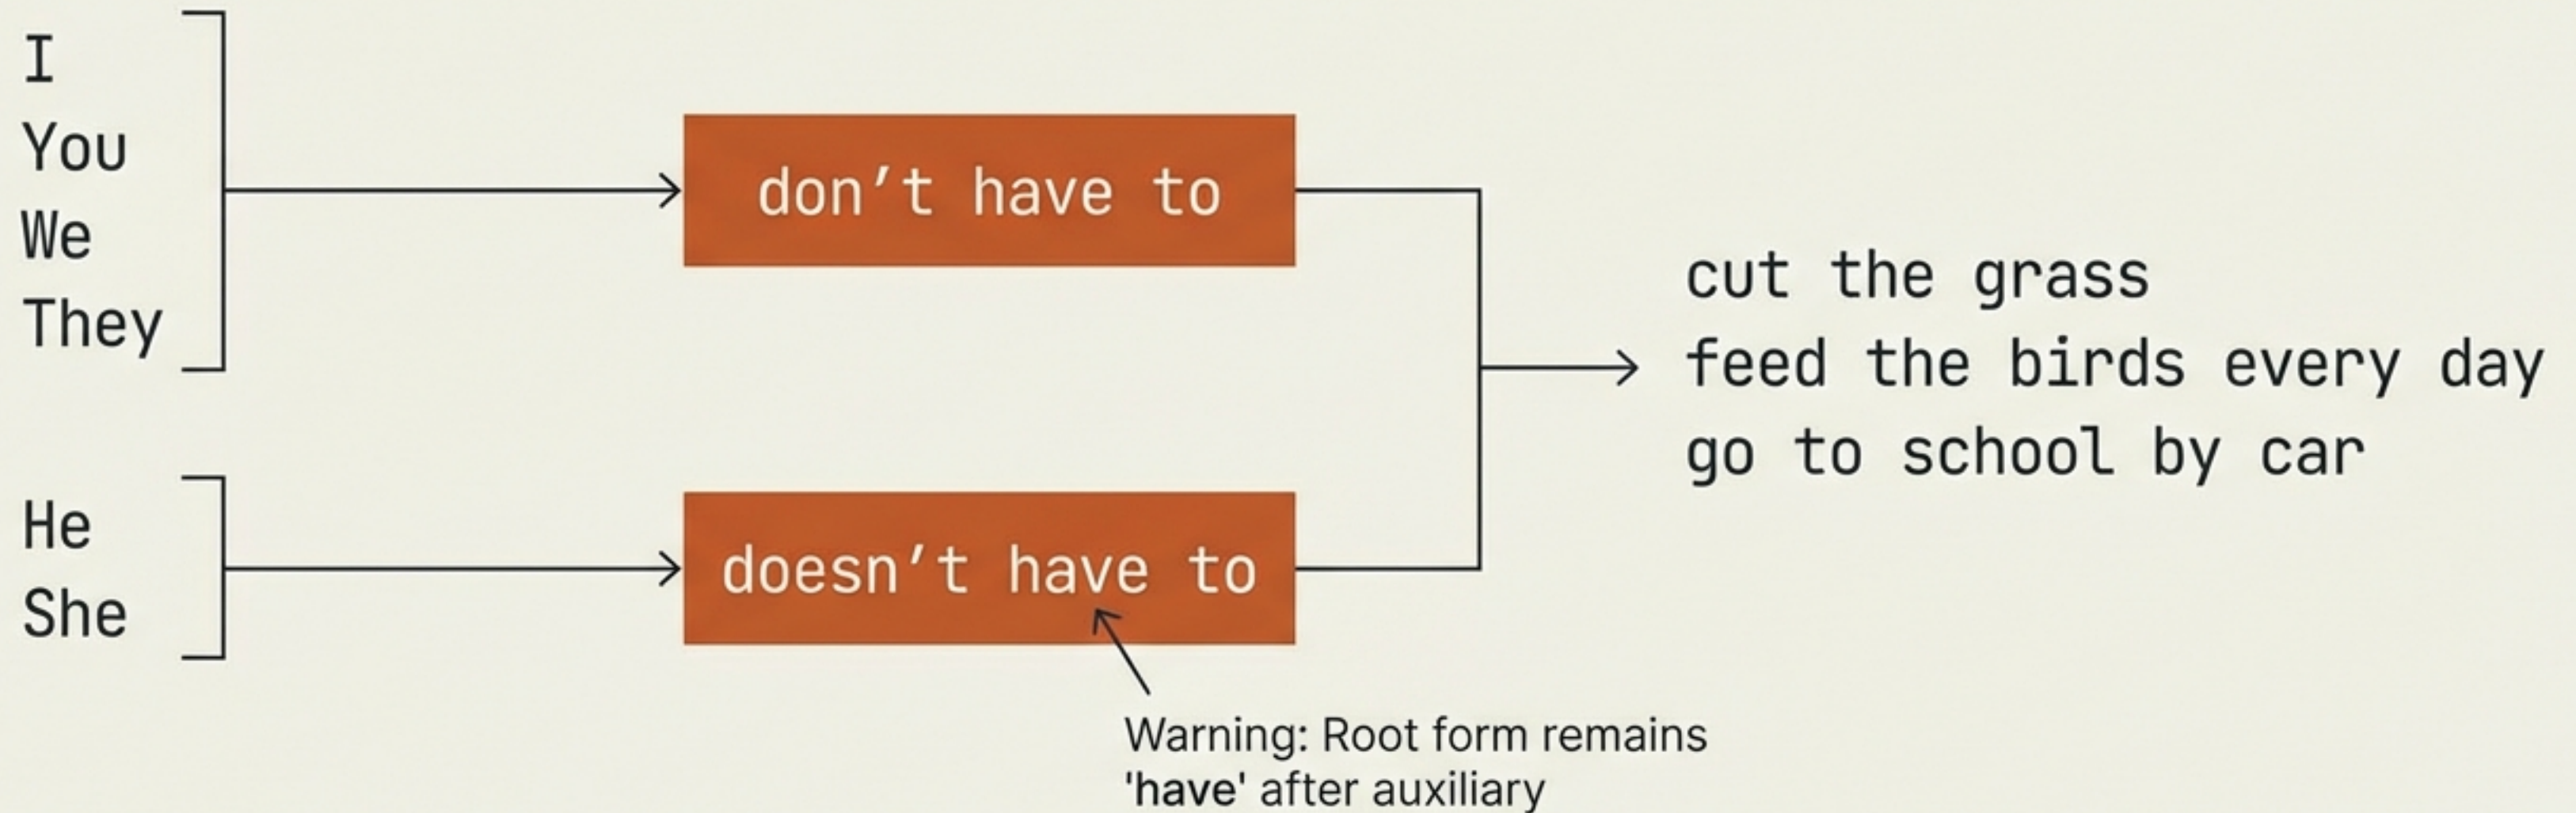 I
You
We
They
don’t have to
cut the grass
feed the birds every day
go to school by car
He
She
doesn’t have to
Warning: Root form remains
'have' after auxiliary